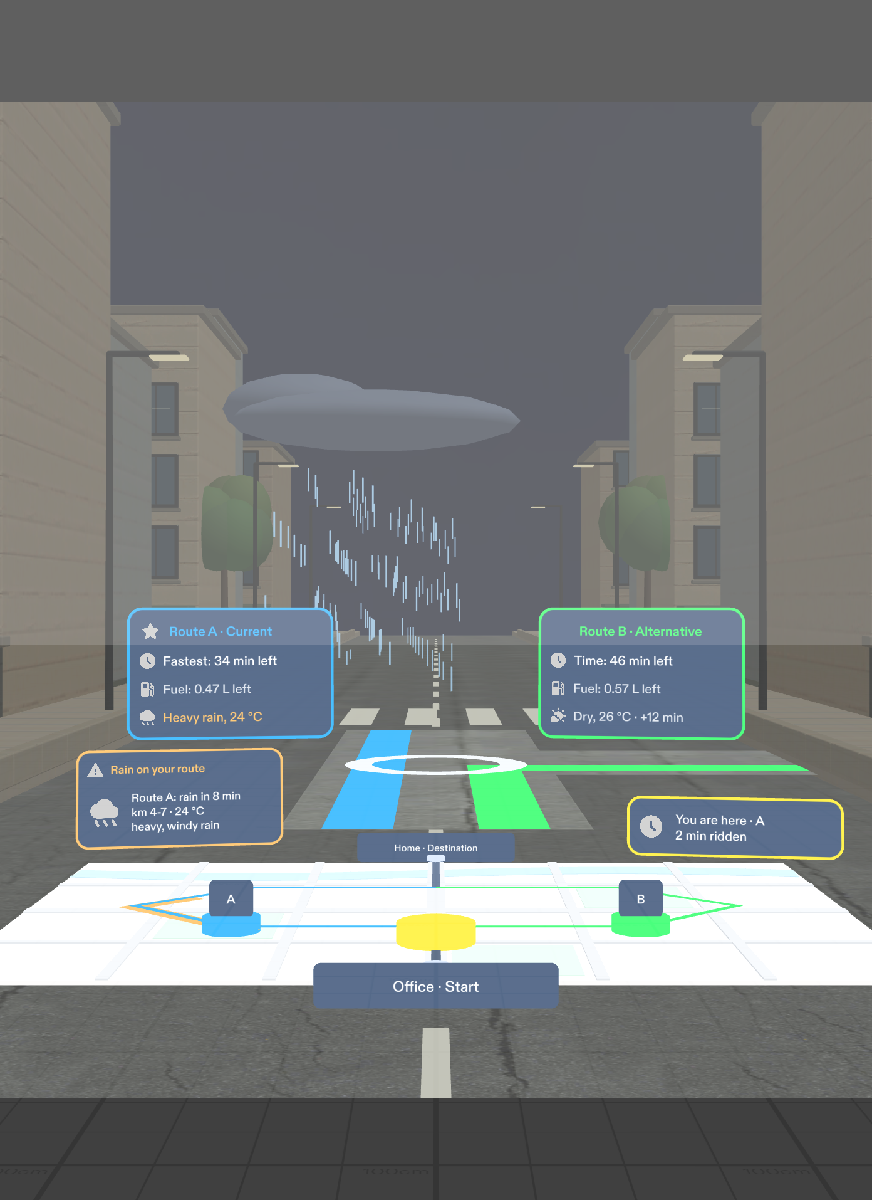 Route A · Current
Fastest: 34 min left
Fuel: 0.47 L left
Heavy rain, 24 °C
Route B · Alternative
Time: 46 min left
Fuel: 0.57 L left
Dry, 26 °C · +12 min
Rain on your route
Route A: rain in 8 min
km 4-7 · 24 °C
heavy, windy rain
You are here · A
2 min ridden
Home · Destination
A
B
Office · Start